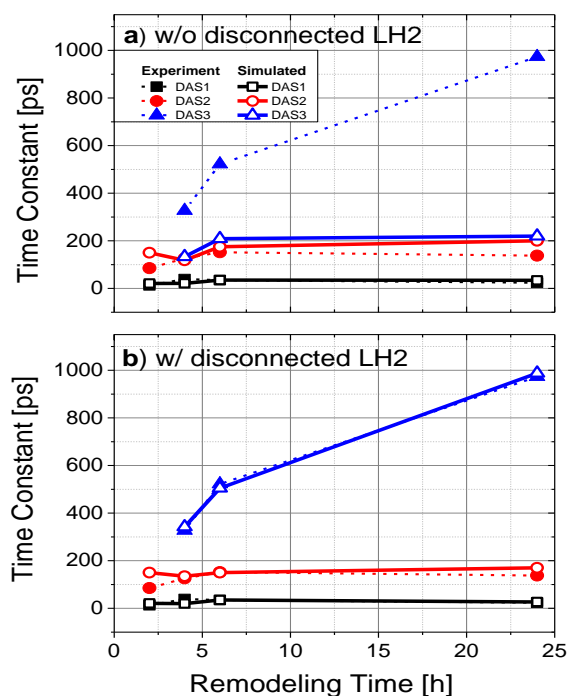 a) w/o disconnected LH2
Experiment Simulated
DAS1 DAS1
DAS2 DAS2
DAS3 DAS3
1000
800
600
400
200
0
Time Constant [ps]
b) w/ disconnected LH2
1000
800
600
400
200
0
Time Constant [ps]
0 5 10 15 20 25
Remodeling Time [h]